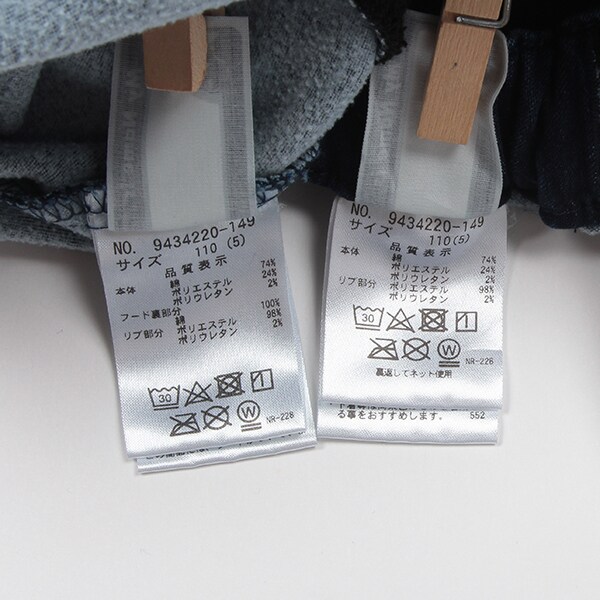 NO. 9434220-149
サイズ 110 (5)
品質表示
本体 綿 74%
ポリエステル 24%
ポリウレタン 2%
フード裏部分 綿 100%
リブ部分 ポリエステル 98%
ポリウレタン 2%
30
NR-228
W
NO. 9434220-149
サイズ 110 (5)
品質表示
本体 綿 74%
ポリエステル 24%
ポリウレタン 2%
リブ部分 ポリエステル 98%
ポリウレタン 2%
30
W
NR-228
裏返してネット使用
る事をおすすめします。 552